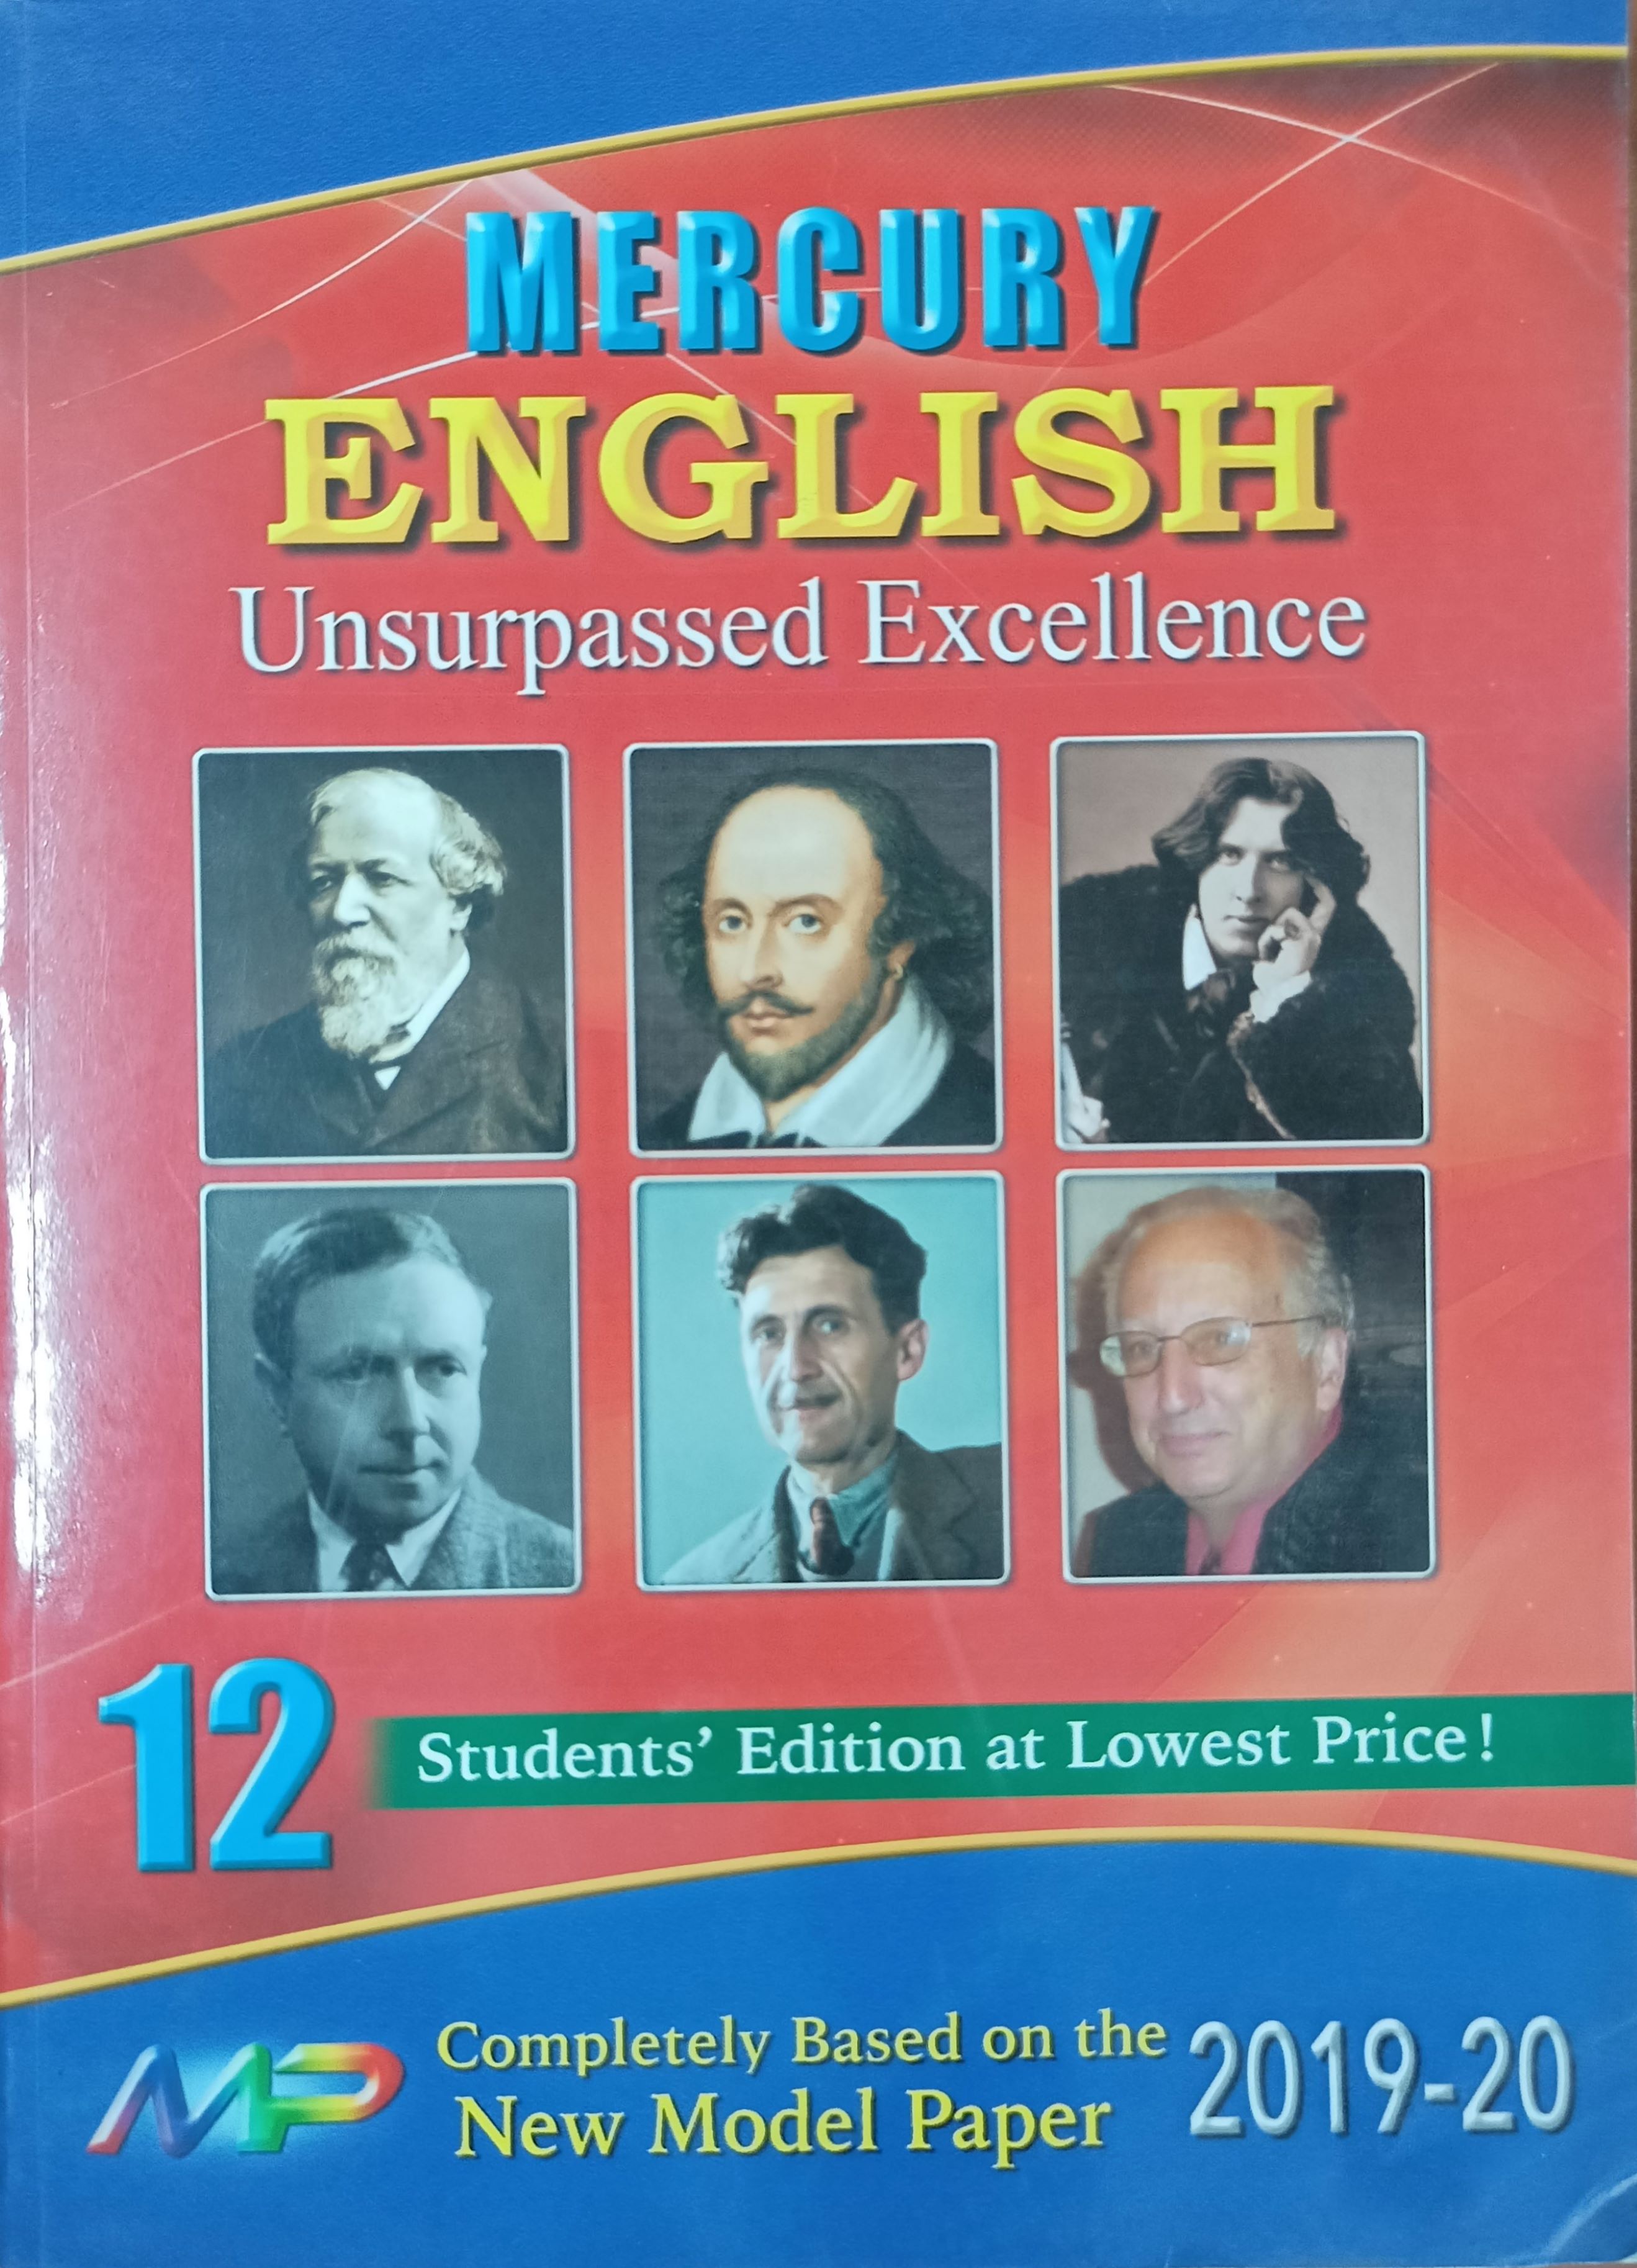 MERCURY
ENGLISH
Unsurpassed Excellence
12
Students' Edition at Lowest Price!
MP
Completely Based on the
New Model Paper
2019-20